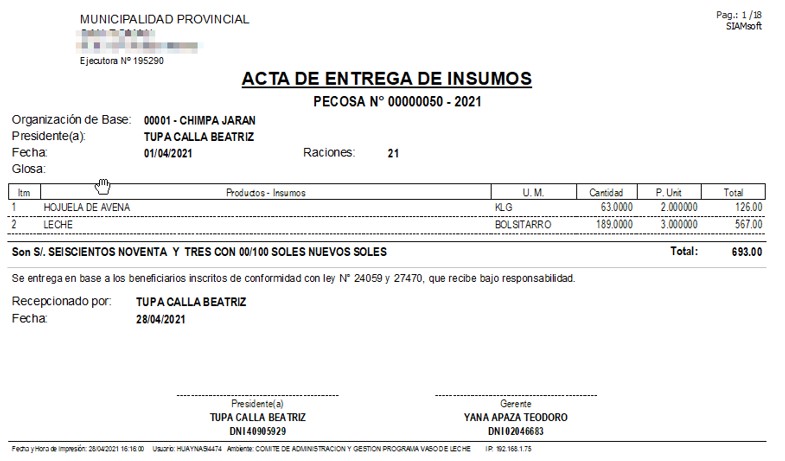 MUNICIPALIDAD PROVINCIAL
Pag.: 1 /18
SIAMsoft
Ejecutora Nº 195290
ACTA DE ENTREGA DE INSUMOS
PECOSA N° 00000050 - 2021
Organización de Base: 00001 - CHIMPA JARAN
Presidente(a): TUPA CALLA BEATRIZ
Fecha: 01/04/2021 Raciones: 21
Glosa:
Itm Productos - Insumos U. M. Cantidad P. Unit Total
1 HOJUELA DE AVENA KLG 63.0000 2.000000 126.00
2 LECHE BOLSITARRO 189.0000 3.000000 567.00
Son S/. SEISCIENTOS NOVENTA Y TRES CON 00/100 SOLES NUEVOS SOLES Total: 693.00
Se entrega en base a los beneficiarios inscritos de conformidad con ley N° 24059 y 27470, que recibe bajo responsabilidad.
Recepcionado por: TUPA CALLA BEATRIZ
Fecha: 28/04/2021
Presidente(a) Gerente
TUPA CALLA BEATRIZ YANA APAZA TEODORO
DNI40905929 DNI02046683
Fecha y Hora de Impresión: 28/04/2021 16:16:00 Usuario: HUAYNASI4474 Ambiente: COMITE DE ADMINISTRACION Y GESTION PROGRAMA VASO DE LECHE IP: 192.168.1.75